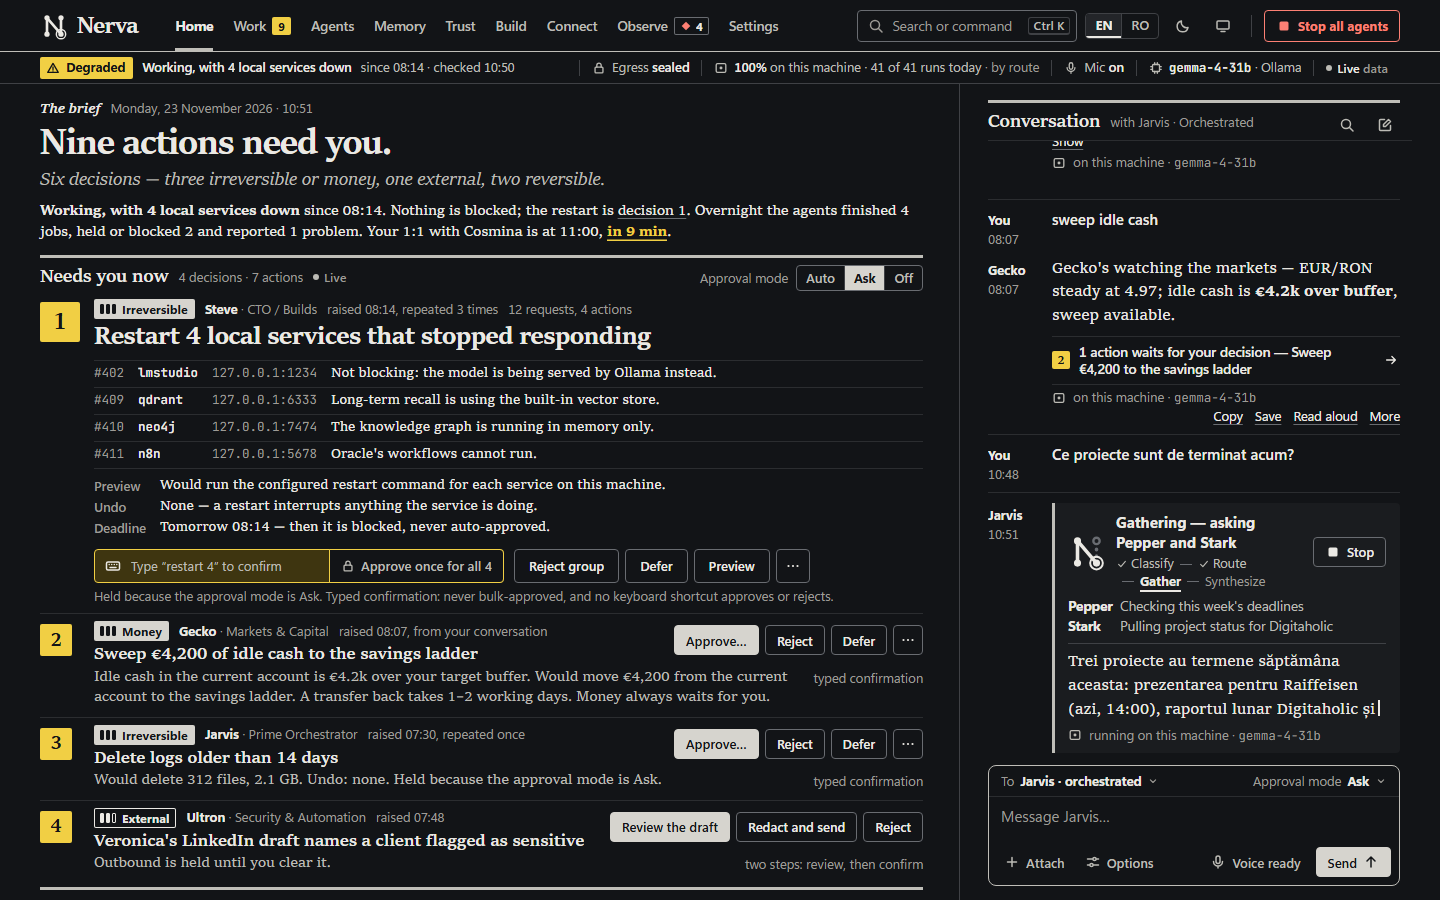 Nerva
Home Work 9 Agents Memory Trust Build Connect Observe 4 Settings
Search or command Ctrl K
EN RO
Stop all agents
Degraded Working, with 4 local services down since 08:14 · checked 10:50
Egress sealed
100% on this machine · 41 of 41 runs today · by route
Mic on
gemma-4-31b · Ollama
Live data
The brief Monday, 23 November 2026 · 10:51
Nine actions need you.
Six decisions — three irreversible or money, one external, two reversible.
Working, with 4 local services down since 08:14. Nothing is blocked; the restart is decision 1. Overnight the agents finished 4
jobs, held or blocked 2 and reported 1 problem. Your 1:1 with Cosmina is at 11:00, in 9 min.
Needs you now 4 decisions · 7 actions Live
Approval mode Auto Ask Off
1
Irreversible Steve · CTO / Builds raised 08:14, repeated 3 times 12 requests, 4 actions
Restart 4 local services that stopped responding
#402 lmstudio 127.0.0.1:1234 Not blocking: the model is being served by Ollama instead.
#409 qdrant 127.0.0.1:6333 Long-term recall is using the built-in vector store.
#410 neo4j 127.0.0.1:7474 The knowledge graph is running in memory only.
#411 n8n 127.0.0.1:5678 Oracle's workflows cannot run.
Preview Would run the configured restart command for each service on this machine.
Undo None — a restart interrupts anything the service is doing.
Deadline Tomorrow 08:14 — then it is blocked, never auto-approved.
Type "restart 4" to confirm Approve once for all 4 Reject group Defer Preview ...
Held because the approval mode is Ask. Typed confirmation: never bulk-approved, and no keyboard shortcut approves or rejects.
2
Money Gecko · Markets & Capital raised 08:07, from your conversation
Sweep €4,200 of idle cash to the savings ladder
Idle cash in the current account is €4.2k over your target buffer. Would move €4,200 from the current
account to the savings ladder. A transfer back takes 1–2 working days. Money always waits for you.
Approve... Reject Defer ...
typed confirmation
3
Irreversible Jarvis · Prime Orchestrator raised 07:30, repeated once
Delete logs older than 14 days
Would delete 312 files, 2.1 GB. Undo: none. Held because the approval mode is Ask.
Approve... Reject Defer ...
typed confirmation
4
External Ultron · Security & Automation raised 07:48
Veronica's LinkedIn draft names a client flagged as sensitive
Outbound is held until you clear it.
Review the draft Redact and send Reject
two steps: review, then confirm
Conversation with Jarvis · Orchestrated
Show
on this machine · gemma-4-31b
You sweep idle cash
08:07
Gecko Gecko's watching the markets — EUR/RON
08:07 steady at 4.97; idle cash is €4.2k over buffer,
sweep available.
2 1 action waits for your decision — Sweep
€4,200 to the savings ladder
on this machine · gemma-4-31b
Copy Save Read aloud More
You Ce proiecte sunt de terminat acum?
10:48
Jarvis
10:51
Gathering — asking
Pepper and Stark
Stop
Classify — Route
— Gather — Synthesize
Pepper Checking this week's deadlines
Stark Pulling project status for Digitaholic
Trei proiecte au termene săptămâna
aceasta: prezentarea pentru Raiffeisen
(azi, 14:00), raportul lunar Digitaholic și
running on this machine · gemma-4-31b
To Jarvis · orchestrated
Approval mode Ask
Message Jarvis...
Attach Options Voice ready Send